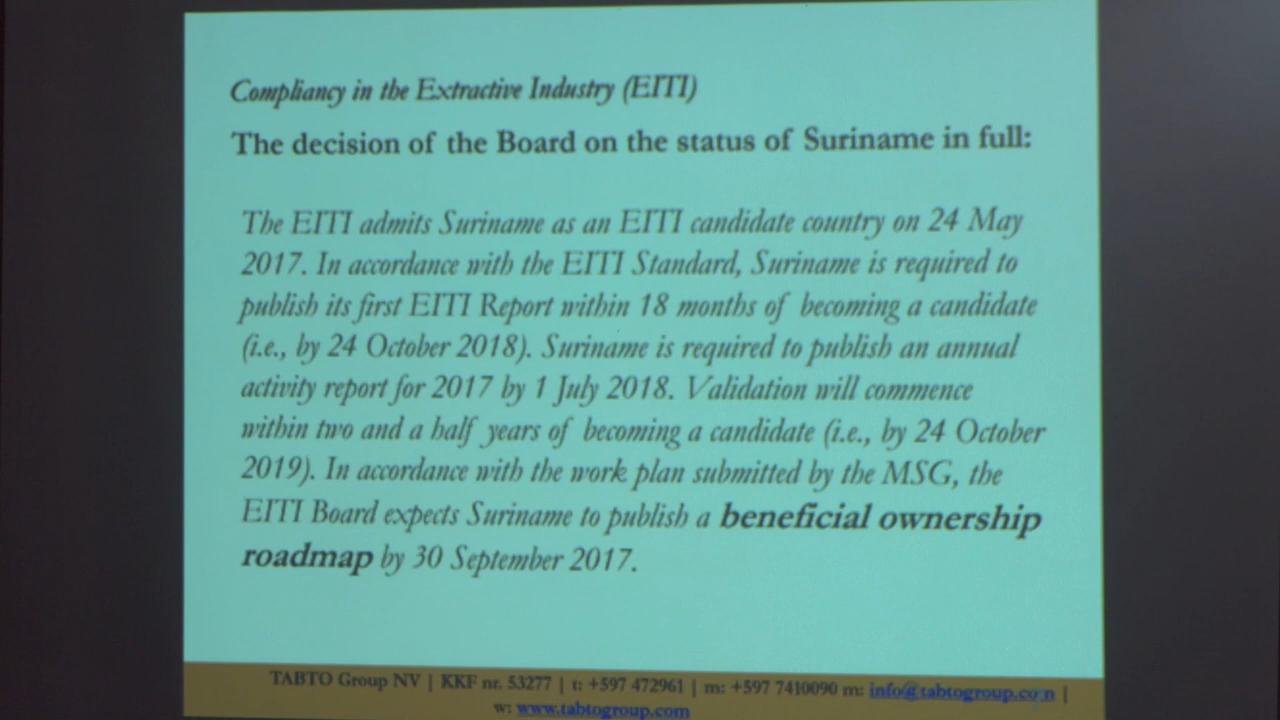 Compliancy in the Extractive Industry (EITI)
The decision of the Board on the status of Suriname in full:
The EITI admits Suriname as an EITI candidate country on 24 May
2017. In accordance with the EITI Standard, Suriname is required to
publish its first EITI Report within 18 months of becoming a candidate
(i.e., by 24 October 2018). Suriname is required to publish an annual
activity report for 2017 by 1 July 2018. Validation will commence
within two and a half years of becoming a candidate (i.e., by 24 October
2019). In accordance with the work plan submitted by the MSG, the
EITI Board expects Suriname to publish a beneficial ownership
roadmap by 30 September 2017.
TABTO Group NV | KKF nr. 53277 | t: +597 472961 | m: +597 7410090 m: info@tabtogroup.com |
w: www.tabtogroup.com